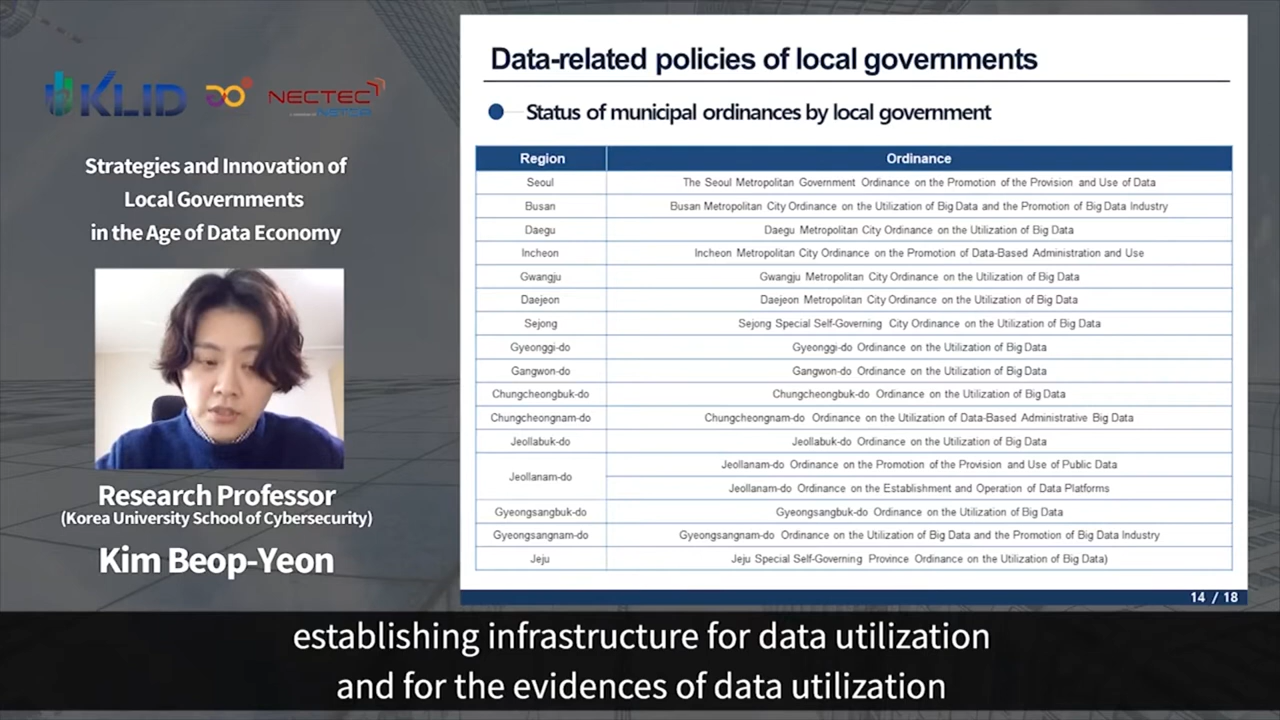 KLID
NECTEC
NSTDA
Strategies and Innovation of
Local Governments
in the Age of Data Economy
Research Professor
(Korea University School of Cybersecurity)
Kim Beop-Yeon
Data-related policies of local governments
Status of municipal ordinances by local government
Region Ordinance
Seoul The Seoul Metropolitan Government Ordinance on the Promotion of the Provision and Use of Data
Busan Busan Metropolitan City Ordinance on the Utilization of Big Data and the Promotion of Big Data Industry
Daegu Daegu Metropolitan City Ordinance on the Utilization of Big Data
Incheon Incheon Metropolitan City Ordinance on the Promotion of Data-Based Administration and Use
Gwangju Gwangju Metropolitan City Ordinance on the Utilization of Big Data
Daejeon Daejeon Metropolitan City Ordinance on the Utilization of Big Data
Sejong Sejong Special Self-Governing City Ordinance on the Utilization of Big Data
Gyeonggi-do Gyeonggi-do Ordinance on the Utilization of Big Data
Gangwon-do Gangwon-do Ordinance on the Utilization of Big Data
Chungcheongbuk-do Chungcheongbuk-do Ordinance on the Utilization of Big Data
Chungcheongnam-do Chungcheongnam-do Ordinance on the Utilization of Data-Based Administrative Big Data
Jeollabuk-do Jeollabuk-do Ordinance on the Utilization of Big Data
Jeollanam-do Jeollanam-do Ordinance on the Promotion of the Provision and Use of Public Data
Jeollanam-do Ordinance on the Establishment and Operation of Data Platforms
Gyeongsangbuk-do Gyeongsangbuk-do Ordinance on the Utilization of Big Data
Gyeongsangnam-do Gyeongsangnam-do Ordinance on the Utilization of Big Data and the Promotion of Big Data Industry
Jeju Jeju Special Self-Governing Province Ordinance on the Utilization of Big Data)
14 / 18
establishing infrastructure for data utilization
and for the evidences of data utilization